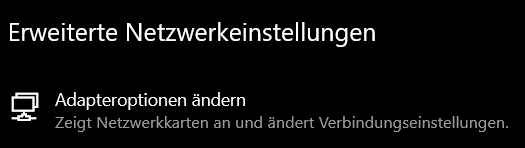 Erweiterte Netzwerkeinstellungen
Adapteroptionen ändern
Zeigt Netzwerkkarten an und ändert Verbindungseinstellungen.